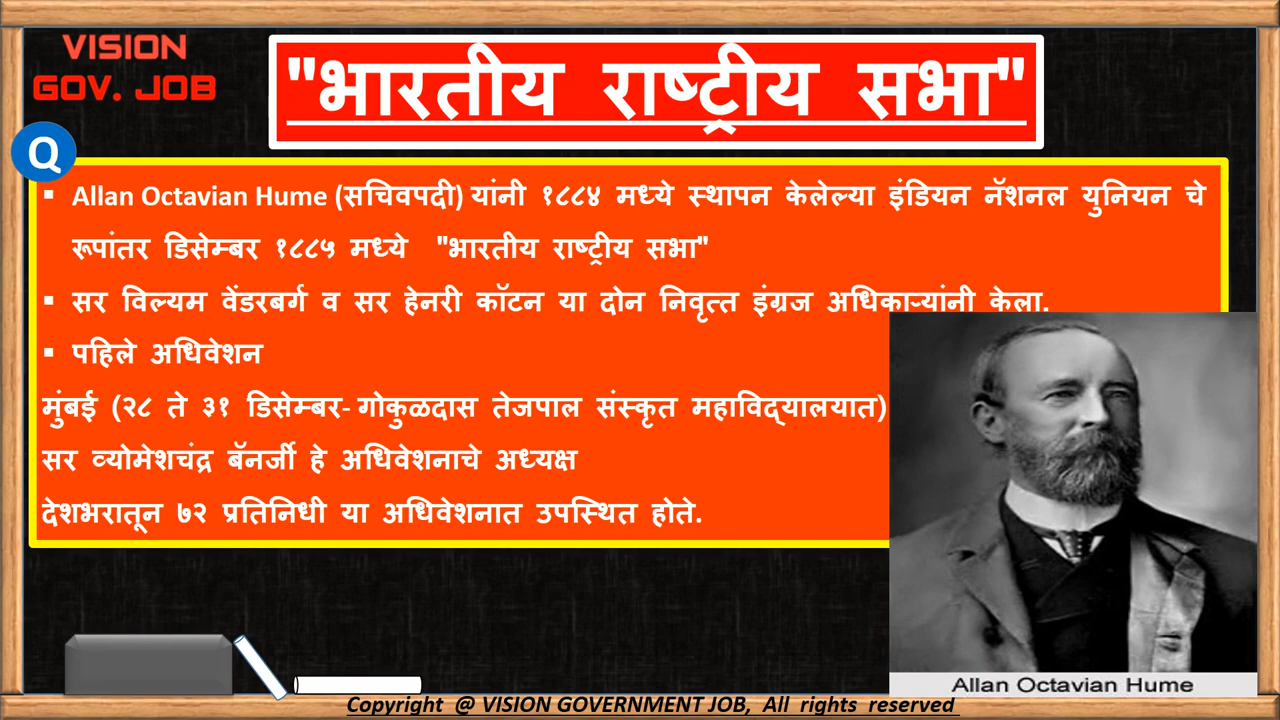 VISION
GOV. JOB
"भारतीय राष्ट्रीय सभा"
Q
▪ Allan Octavian Hume (सचिवपदी) यांनी १८८४ मध्ये स्थापन केलेल्या इंडियन नॅशनल युनियन चे
रूपांतर डिसेम्बर १८८५ मध्ये "भारतीय राष्ट्रीय सभा"
▪ सर विल्यम वेंडरबर्ग व सर हेनरी कॉटन या दोन निवृत्त इंग्रज अधिकाऱ्यांनी केला.
▪ पहिले अधिवेशन
मुंबई (२८ ते ३१ डिसेम्बर- गोकुळदास तेजपाल संस्कृत महाविद्यालयात)
सर व्योमेशचंद्र बॅनर्जी हे अधिवेशनाचे अध्यक्ष
देशभरातून ७२ प्रतिनिधी या अधिवेशनात उपस्थित होते.
Allan Octavian Hume
Copyright @ VISION GOVERNMENT JOB, All rights reserved